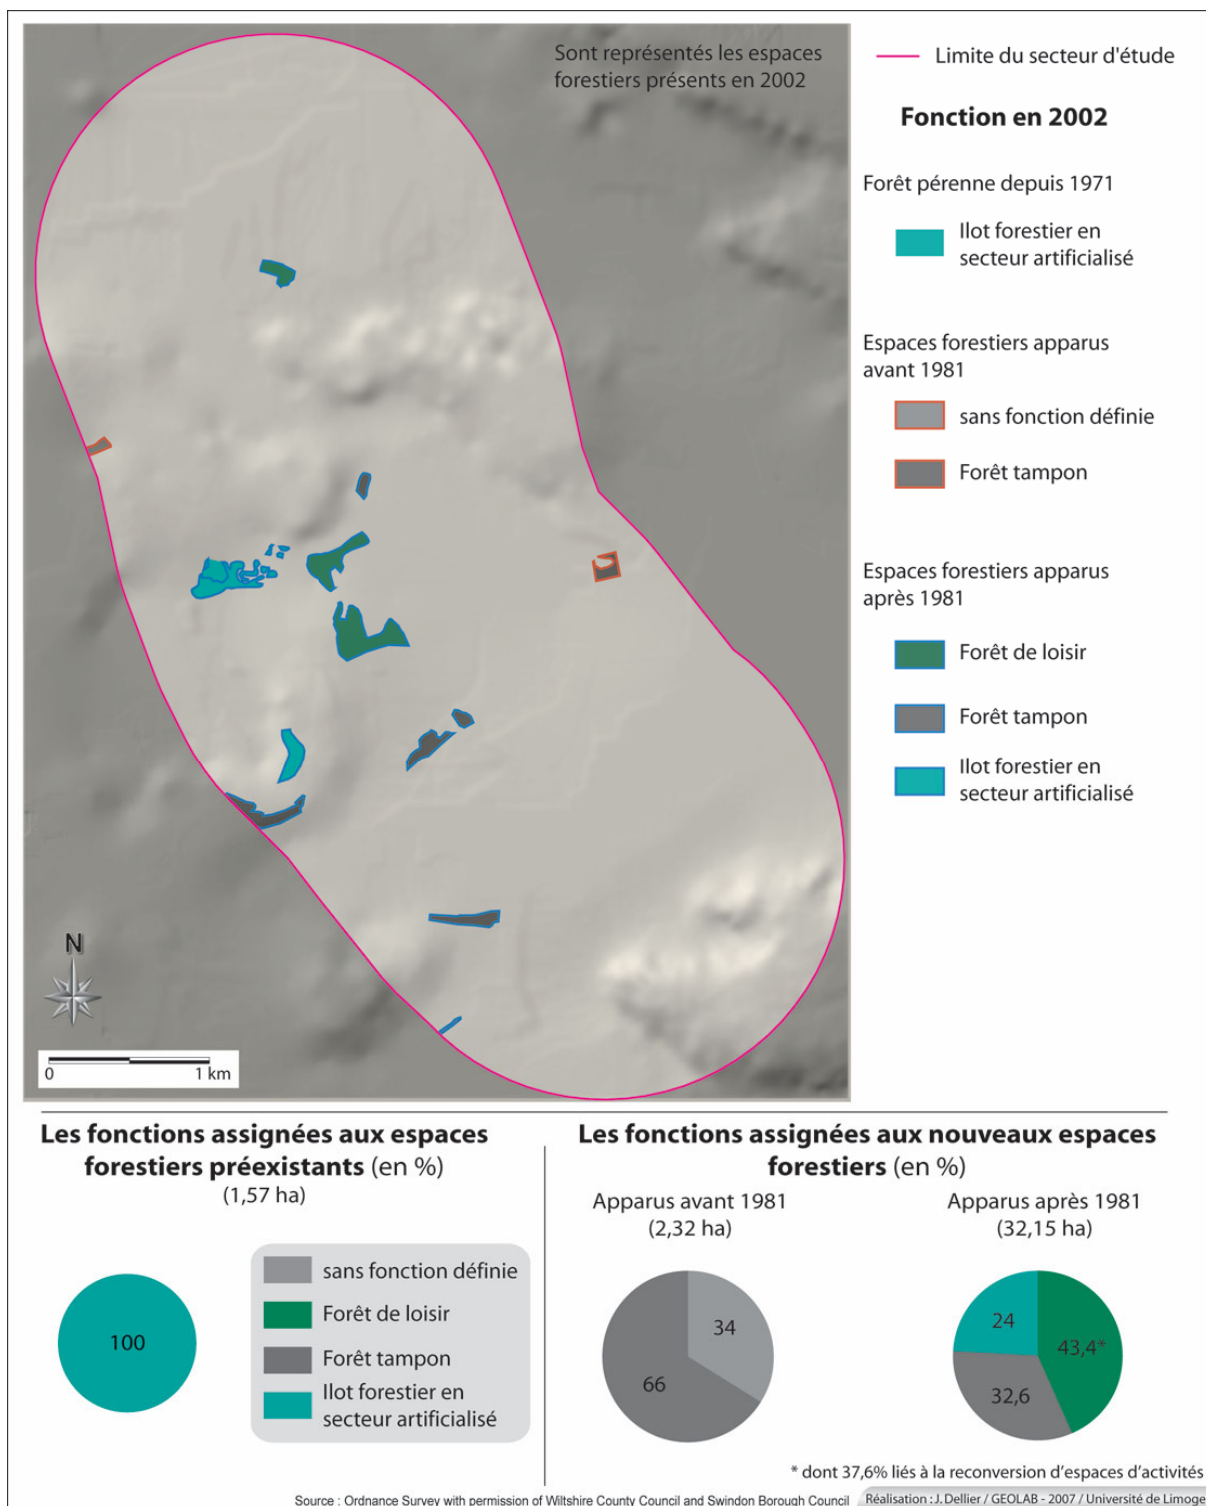 Sont représentés les espaces
forestiers présents en 2002
Limite du secteur d'étude
Fonction en 2002
Forêt pérenne depuis 1971
Ilot forestier en
secteur artificialisé
Espaces forestiers apparus
avant 1981
sans fonction définie
Forêt tampon
Espaces forestiers apparus
après 1981
Forêt de loisir
Forêt tampon
Ilot forestier en
secteur artificialisé
N
0 1 km
Les fonctions assignées aux espaces
forestiers préexistants (en %)
(1,57 ha)
100
sans fonction définie
Forêt de loisir
Forêt tampon
Ilot forestier en
secteur artificialisé
Les fonctions assignées aux nouveaux espaces
forestiers (en %)
Apparus avant 1981
(2,32 ha)
34
66
Apparus après 1981
(32,15 ha)
24
43,4*
32,6
* dont 37,6% liés à la reconversion d'espaces d'activités
Source : Ordnance Survey with permission of Wiltshire County Council and Swindon Borough Council
Réalisation : J. Dellier / GEOLAB - 2007 / Université de Limoge